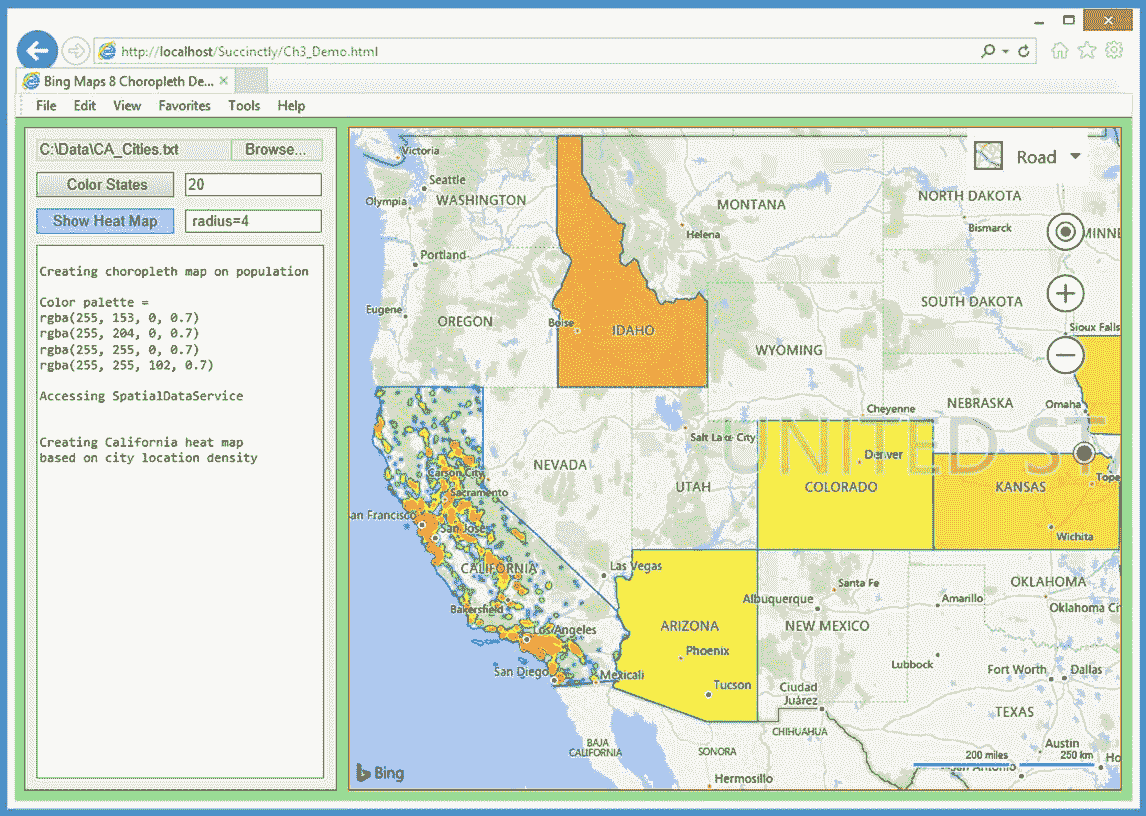 http://localhost/Succinctly/Ch3_Demo.html
Bing Maps 8 Choropleth De... ×
File Edit View Favorites Tools Help
C:\Data\CA_Cities.txt Browse...
Color States 20
Show Heat Map radius=4
Creating choropleth map on population
Color palette =
rgba(255, 153, 0, 0.7)
rgba(255, 204, 0, 0.7)
rgba(255, 255, 0, 0.7)
rgba(255, 255, 102, 0.7)
Accessing SpatialDataService
Creating California heat map
based on city location density
Road
Victoria
Seattle
Olympia
WASHINGTON
MONTANA
NORTH DAKOTA
Bismarck
MINNE
Helena
Portland
Eugene
OREGON
Boise
IDAHO
SOUTH DAKOTA
Sioux Falls
WYOMING
NEBRASKA
Omaha
Cheyenne
Salt Lake City
UNITED ST
Denver
NEVADA
UTAH
COLORADO
KANSAS
Tope
Wichita
Carson City
Sacramento
an Francisco
San Jose
CALIFORNIA
Las Vegas
Bakersfield
Los Angeles
San Diego
Mexicali
ARIZONA
Phoenix
Tucson
Santa Fe
Albuquerque
NEW MEXICO
Amarillo
OKLAHOMA
Oklahoma Ci
Lubbock
Fort Worth
Dallas
Ciudad
Juárez
TEXAS
CHIHUAHUA
BAJA
CALIFORNIA
SONORA
Hermosillo
Austin
200 miles
250 km
Ho
San Antonio
Bing